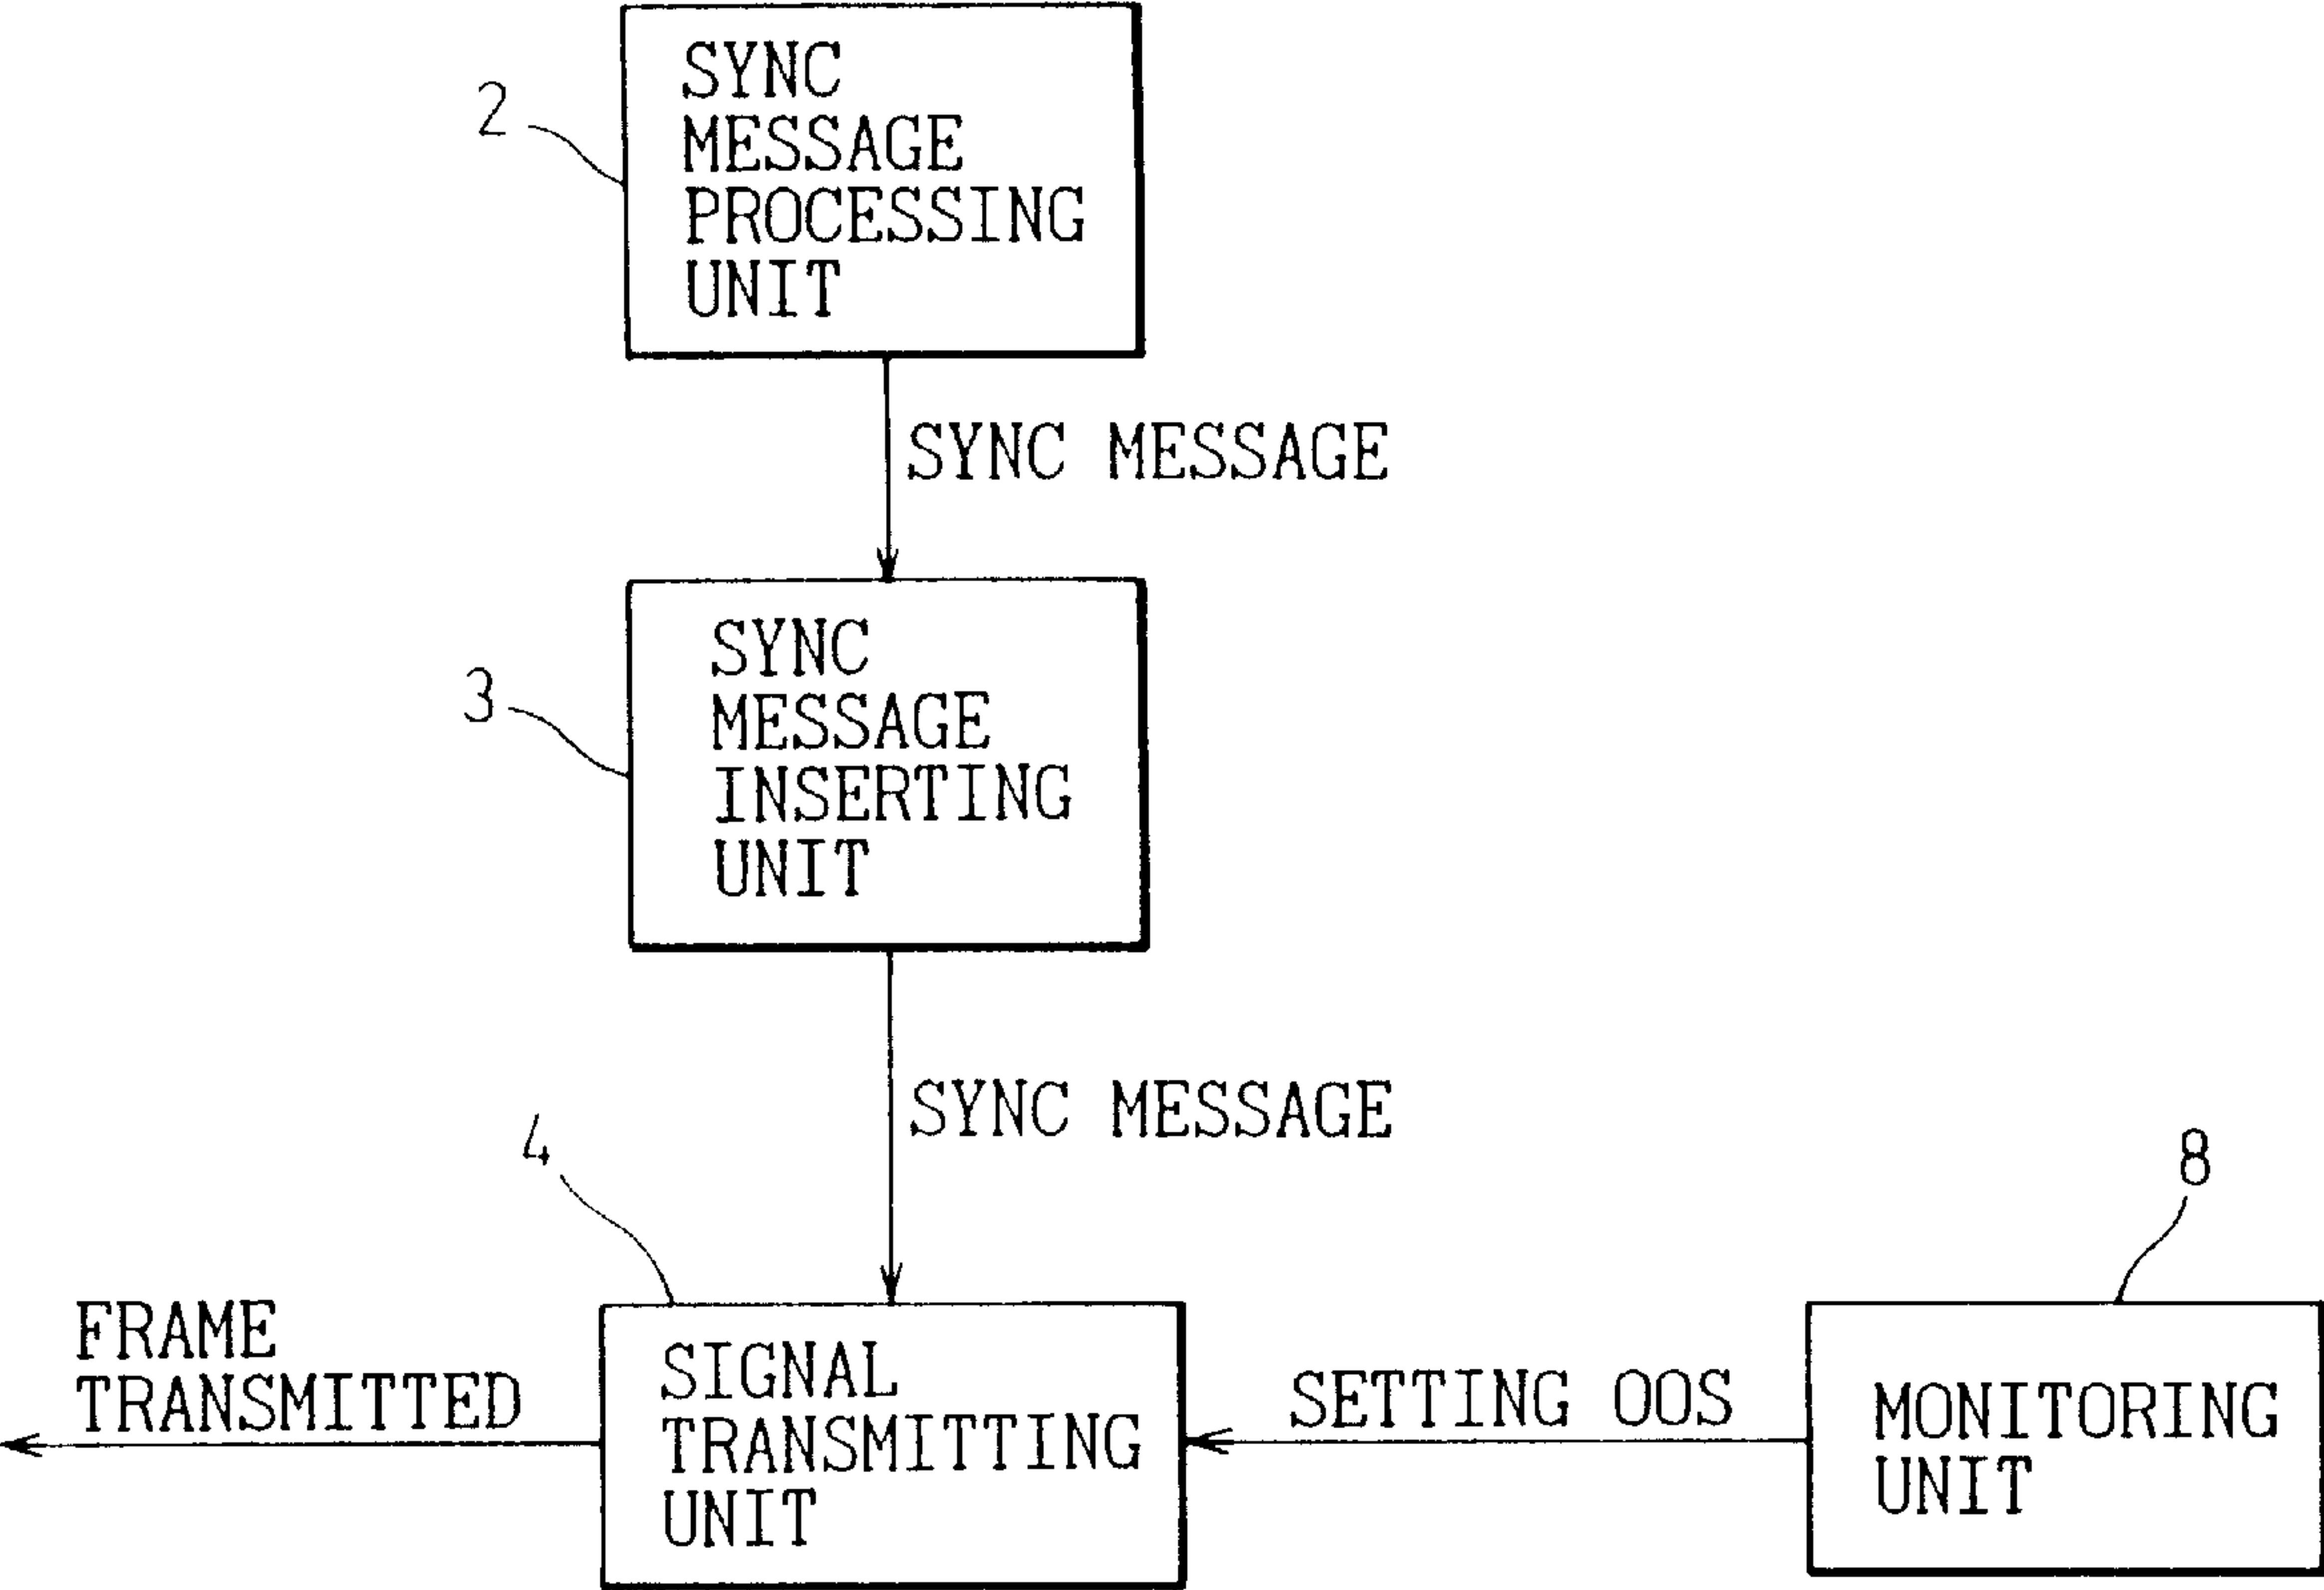 2
SYNC
MESSAGE
PROCESSING
UNIT
SYNC MESSAGE
3
SYNC
MESSAGE
INSERTING
UNIT
SYNC MESSAGE
4
8
FRAME
TRANSMITTED
SIGNAL
TRANSMITTING
UNIT
SETTING OOS
MONITORING
UNIT